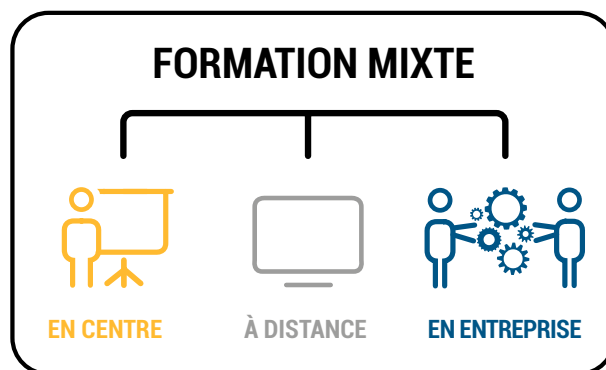 FORMATION MIXTE
EN CENTRE
À DISTANCE
EN ENTREPRISE